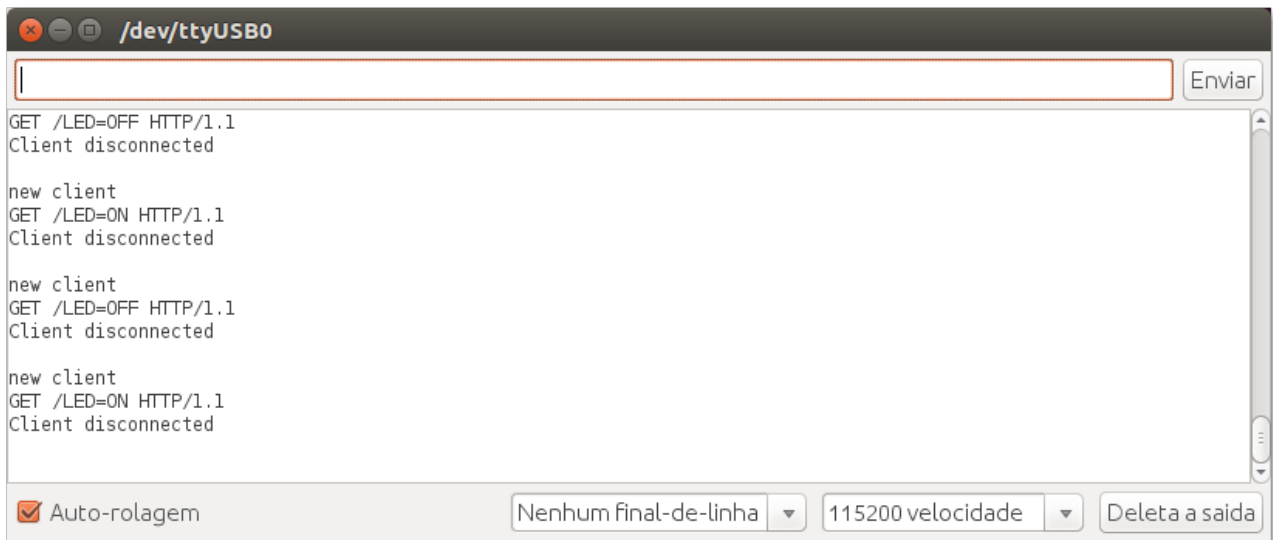 /dev/ttyUSB0
Enviar
GET /LED=OFF HTTP/1.1
Client disconnected
new client
GET /LED=ON HTTP/1.1
Client disconnected
new client
GET /LED=OFF HTTP/1.1
Client disconnected
new client
GET /LED=ON HTTP/1.1
Client disconnected
Auto-rolagem Nenhum final-de-linha 115200 velocidade Deleta a saida